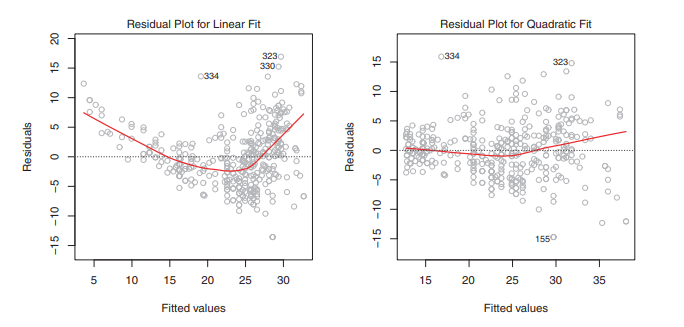 Residual Plot for Linear Fit
323
330
334
20
15
10
5
0
−5
−10
−15
Residuals
5 10 15 20 25 30
Fitted values
Residual Plot for Quadratic Fit
334
323
155
15
10
5
0
−5
−10
−15
Residuals
15 20 25 30 35
Fitted values